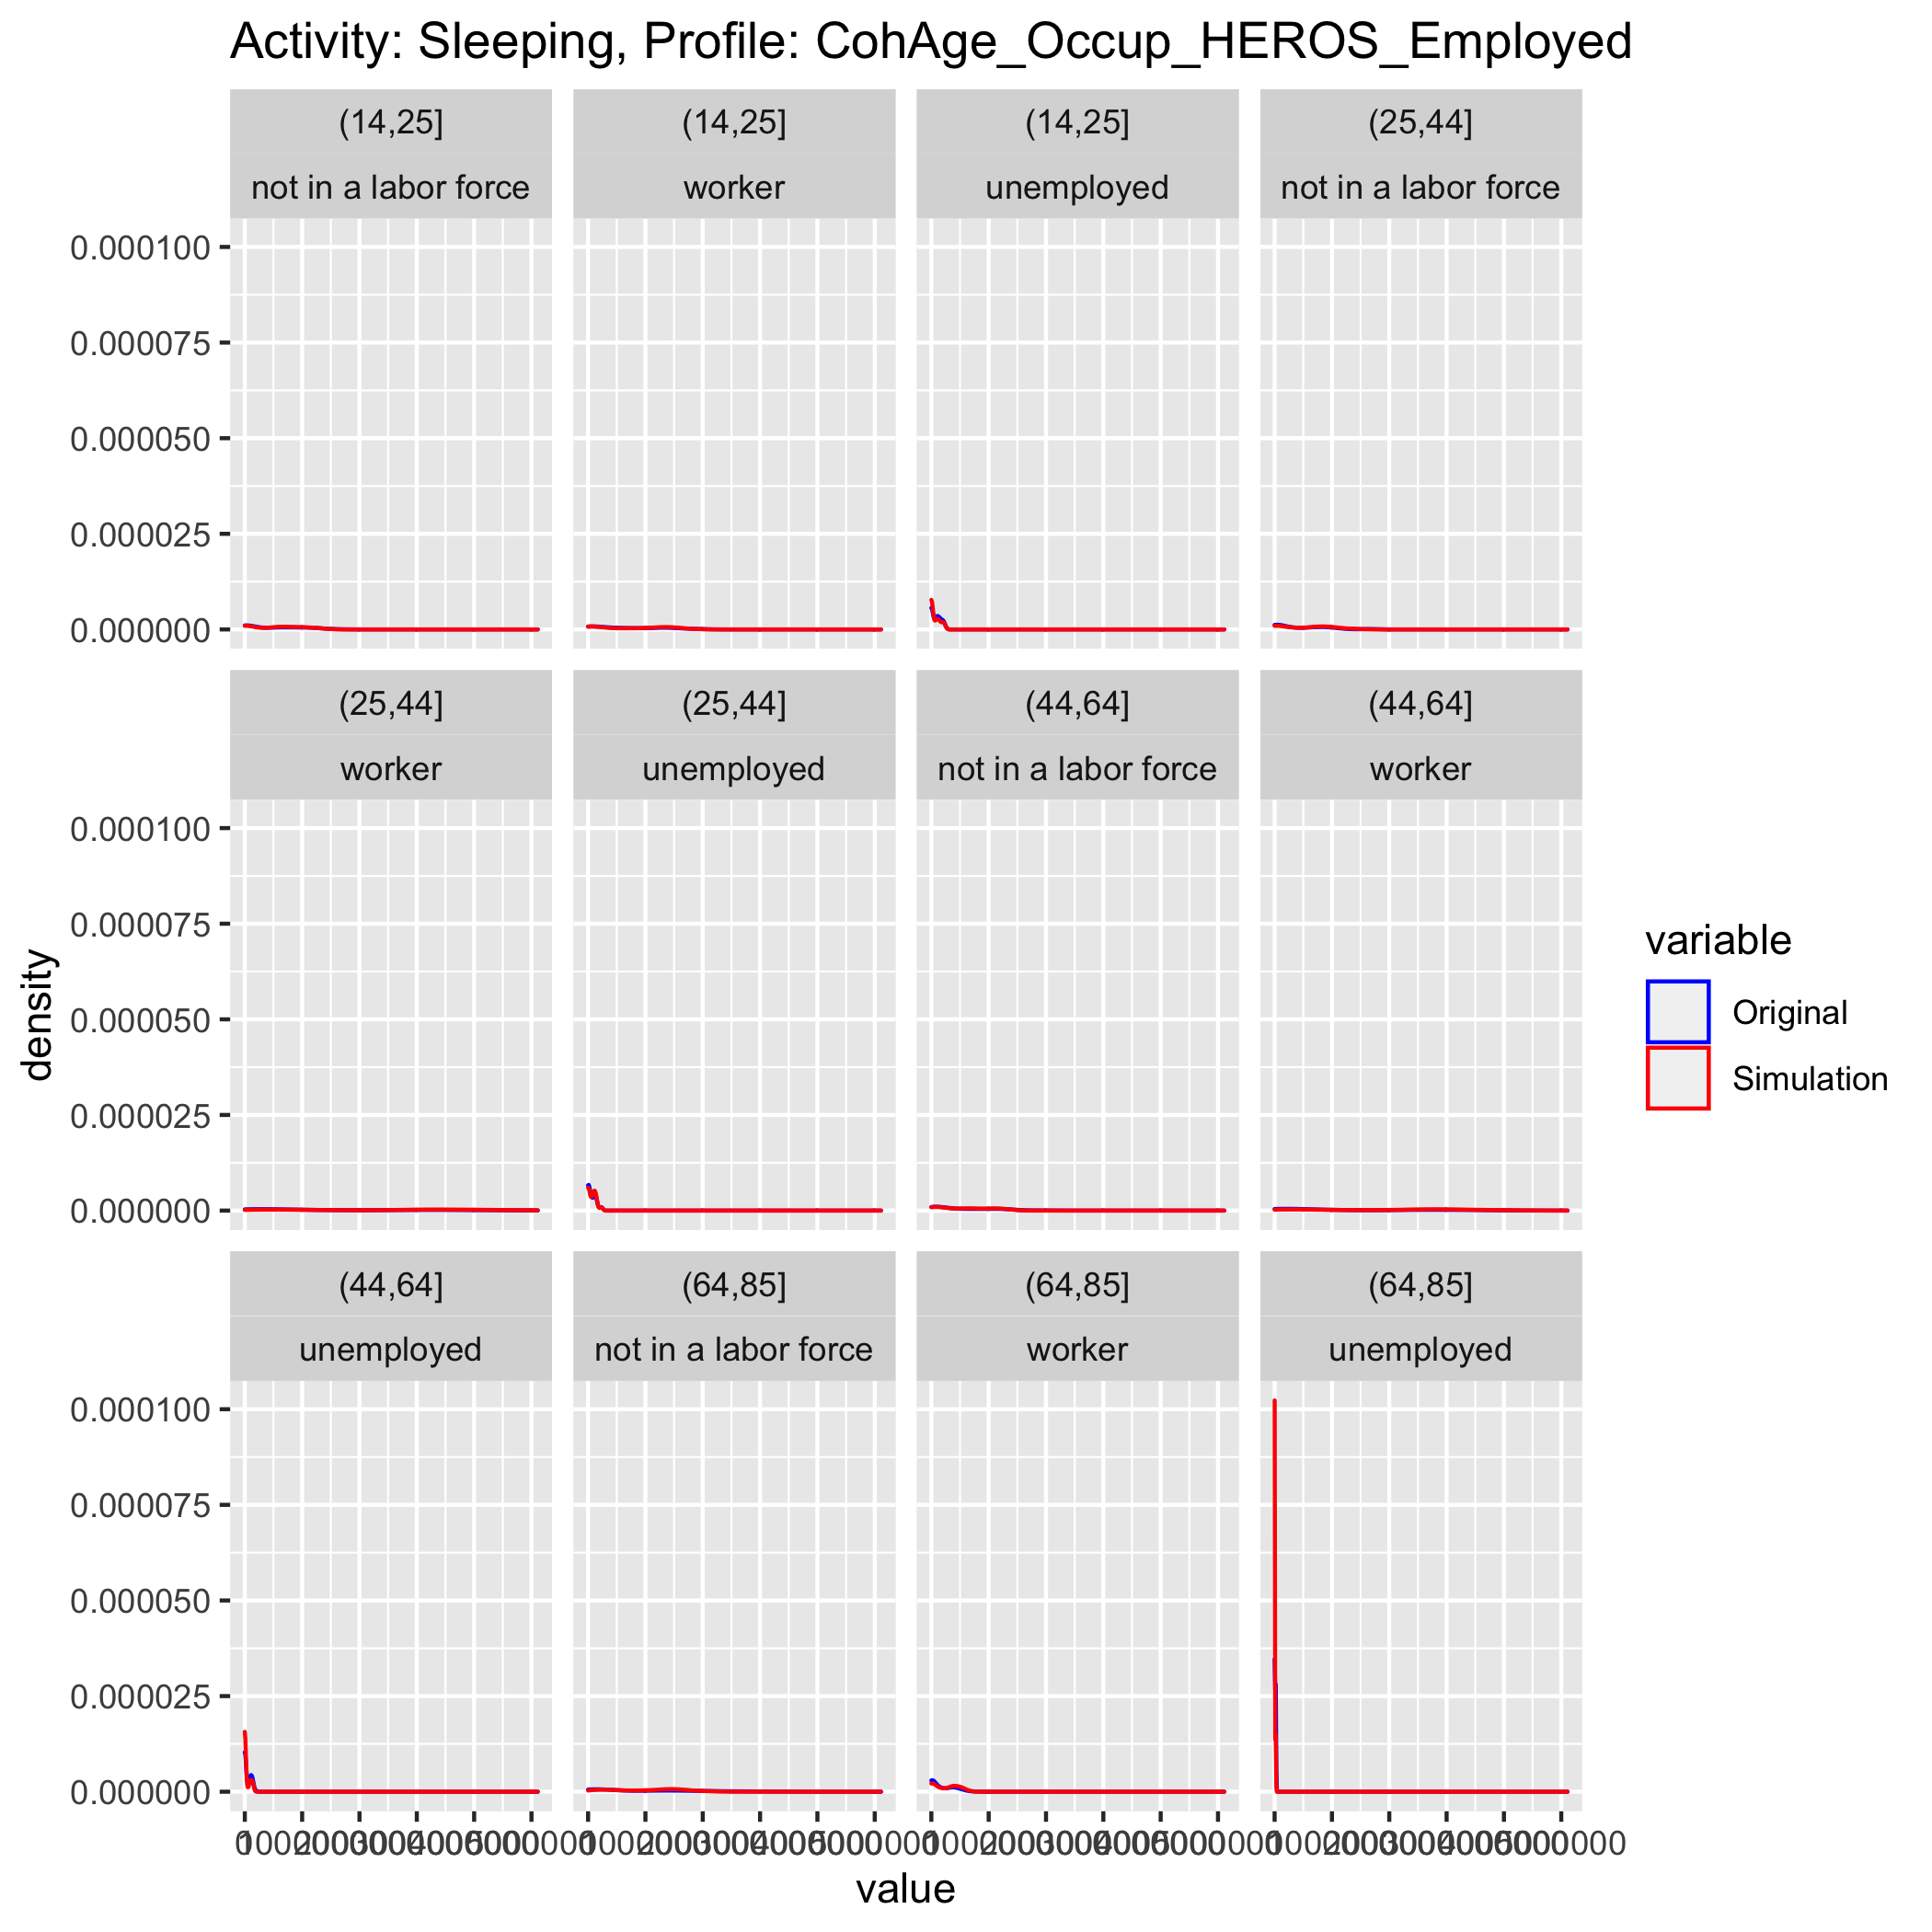 Activity: Sleeping, Profile: CohAge_Occup_HEROS_Employed
(14,25] (14,25] (14,25] (25,44]
not in a labor force worker unemployed not in a labor force
0.000100
0.000075
0.000050
0.000025
0.000000
(25,44] (25,44] (44,64] (44,64]
worker unemployed not in a labor force worker
0.000100
0.000075
0.000050
0.000025
0.000000
(44,64] (64,85] (64,85] (64,85]
unemployed not in a labor force worker unemployed
0.000100
0.000075
0.000050
0.000025
0.000000
value
density
variable
Original
Simulation